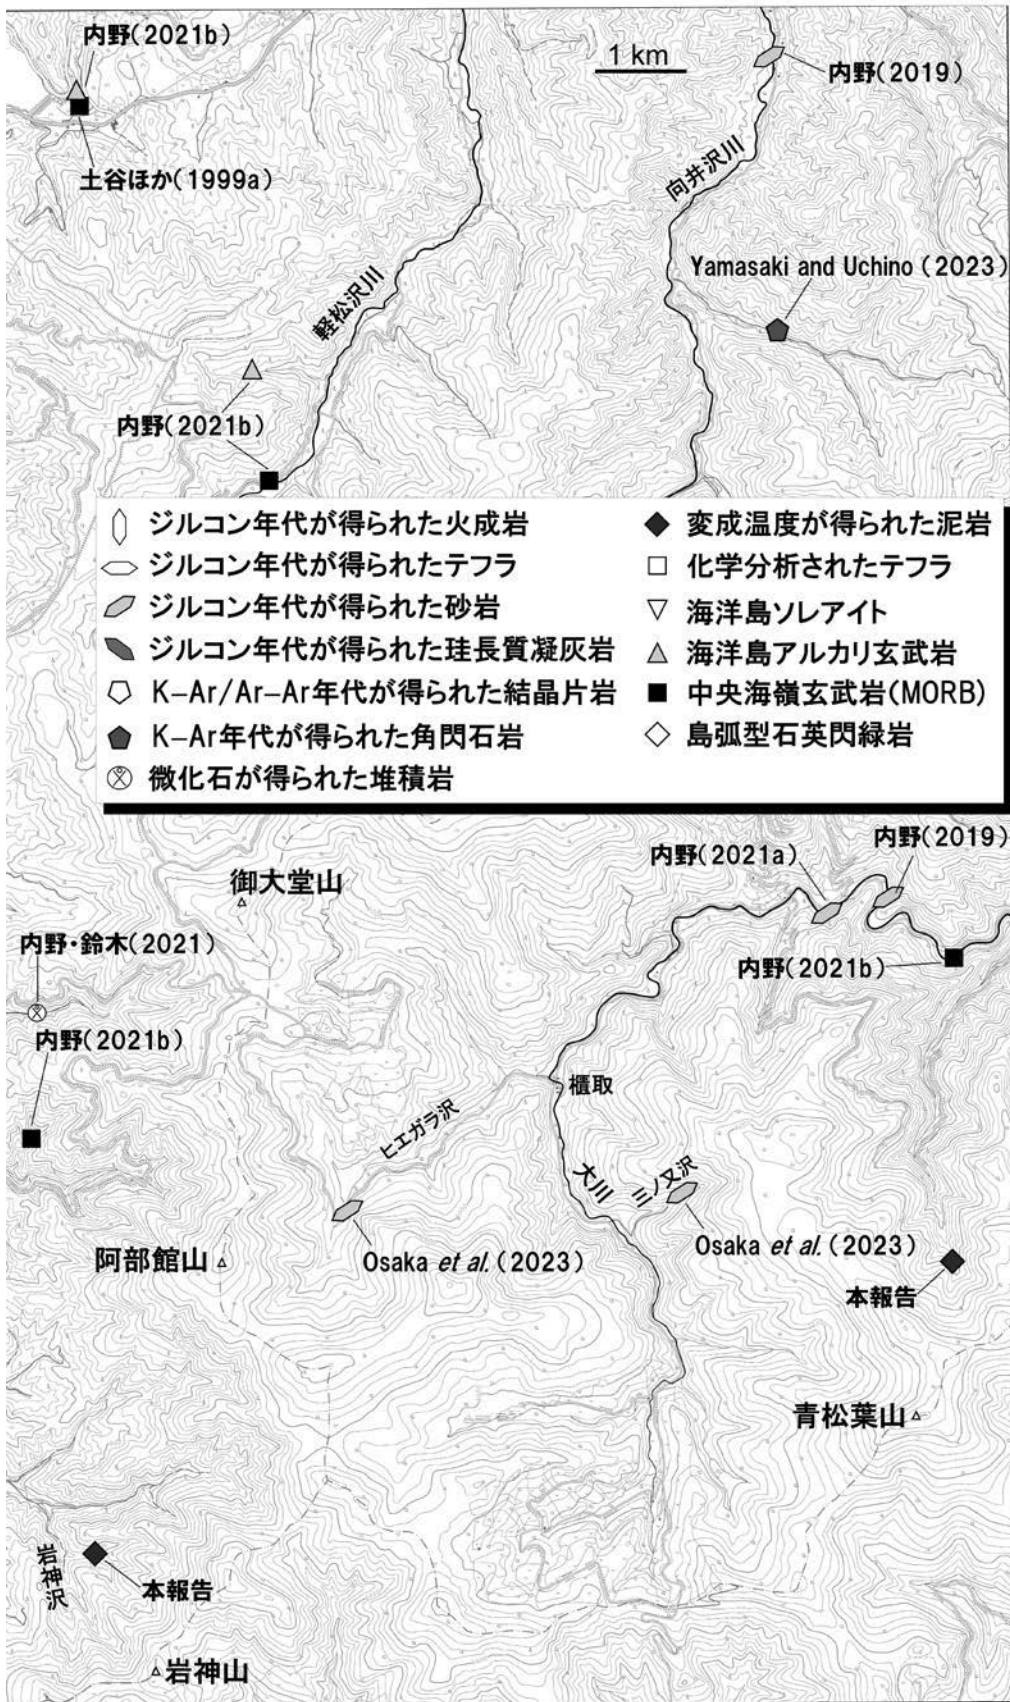 内野(2021b)
1 km
内野(2019)
土谷ほか(1999a)
向井沢川
Yamasaki and Uchino (2023)
軽松沢川
内野(2021b)
ジルコン年代が得られた火成岩
ジルコン年代が得られたテフラ
ジルコン年代が得られた砂岩
ジルコン年代が得られた珪長質凝灰岩
K–Ar/Ar–Ar年代が得られた結晶片岩
K–Ar年代が得られた角閃石岩
微化石が得られた堆積岩
変成温度が得られた泥岩
化学分析されたテフラ
海洋島ソレアイト
海洋島アルカリ玄武岩
中央海嶺玄武岩(MORB)
島弧型石英閃緑岩
内野(2019)
内野(2021a)
御大堂山
内野・鈴木(2021)
内野(2021b)
内野(2021b)
櫃取
ヒエガラ沢
大川
三ノ又沢
Osaka et al. (2023)
Osaka et al. (2023)
阿部館山
本報告
青松葉山
岩神沢
本報告
岩神山